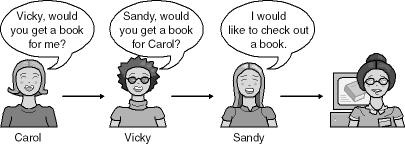 Vicky, would
you get a book
for me?
Sandy, would
you get a book
for Carol?
I would
like to check out
a book.
Carol
Vicky
Sandy